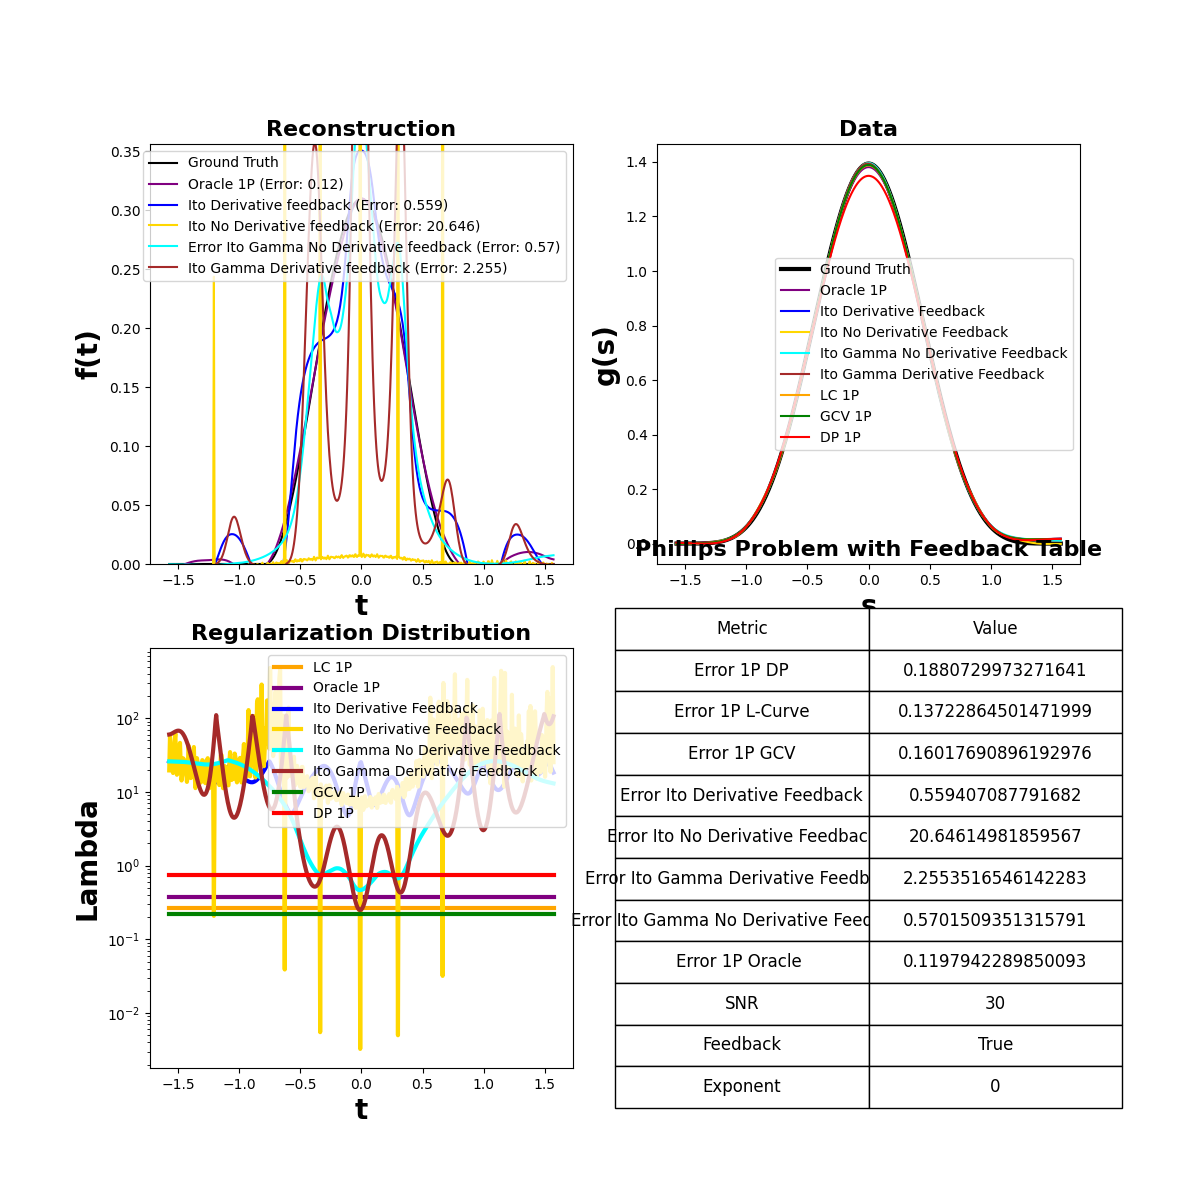 Reconstruction
0.35
0.30
0.25
0.20
0.15
0.10
0.05
0.00
f(t)
Ground Truth
Oracle 1P (Error: 0.12)
Ito Derivative feedback (Error: 0.559)
Ito No Derivative feedback (Error: 20.646)
Error Ito Gamma No Derivative feedback (Error: 0.57)
Ito Gamma Derivative feedback (Error: 2.255)
−1.5 −1.0 −0.5 0.0 0.5 1.0 1.5
t
Data
1.4
1.2
1.0
0.8
0.6
0.4
0.2
g(s)
Ground Truth
Oracle 1P
Ito Derivative Feedback
Ito No Derivative Feedback
Ito Gamma No Derivative Feedback
Ito Gamma Derivative Feedback
LC 1P
GCV 1P
DP 1P
−1.5 −1.0 −0.5 0.0 0.5 1.0 1.5
s
Regularization Distribution
10²
10¹
10⁰
10⁻¹
10⁻²
Lambda
LC 1P
Oracle 1P
Ito Derivative Feedback
Ito No Derivative Feedback
Ito Gamma No Derivative Feedback
Ito Gamma Derivative Feedback
GCV 1P
DP 1P
−1.5 −1.0 −0.5 0.0 0.5 1.0 1.5
t
Phillips Problem with Feedback Table
Metric Value
Error 1P DP 0.1880729973271641
Error 1P L-Curve 0.13722864501471999
Error 1P GCV 0.16017690896192976
Error Ito Derivative Feedback 0.559407087791682
Error Ito No Derivative Feedbac 20.64614981859567
Error Ito Gamma Derivative Feedb 2.2553516546142283
Error Ito Gamma No Derivative Feed 0.5701509351315791
Error 1P Oracle 0.1197942289850093
SNR 30
Feedback True
Exponent 0